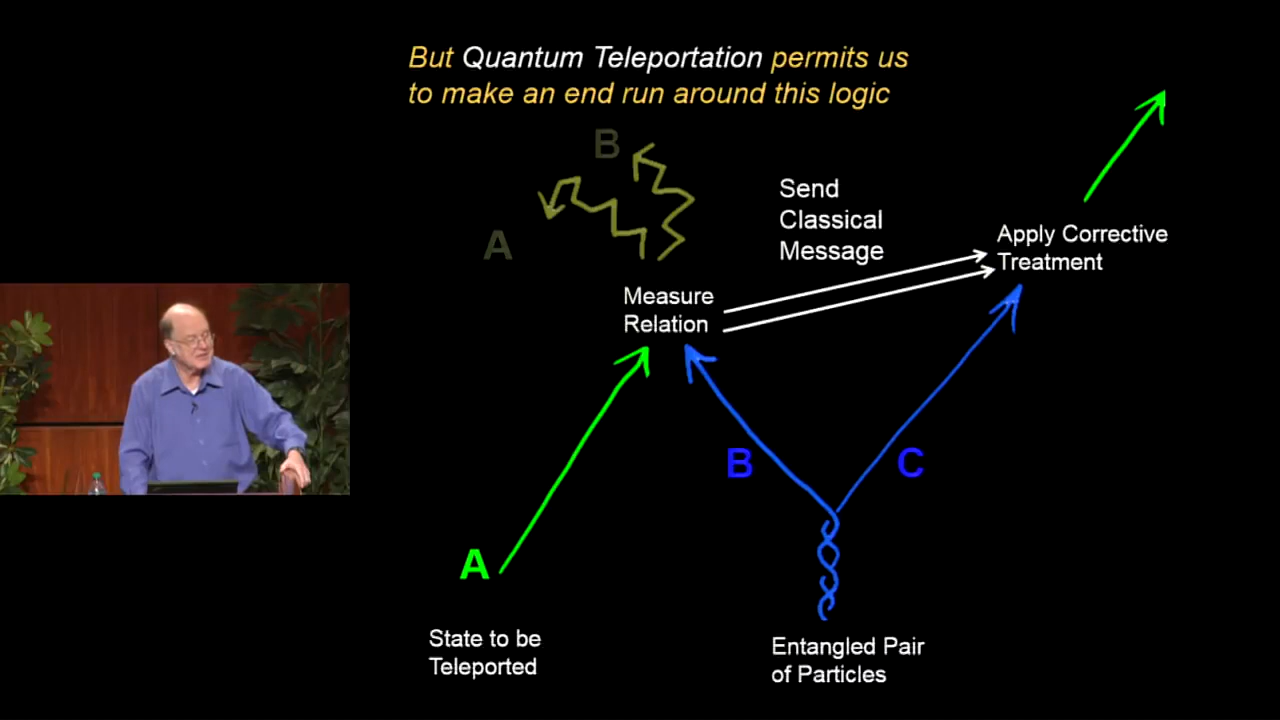 But Quantum Teleportation permits us
to make an end run around this logic
B
A
Send
Classical
Message
Apply Corrective
Treatment
Measure
Relation
B
C
A
State to be
Teleported
Entangled Pair
of Particles